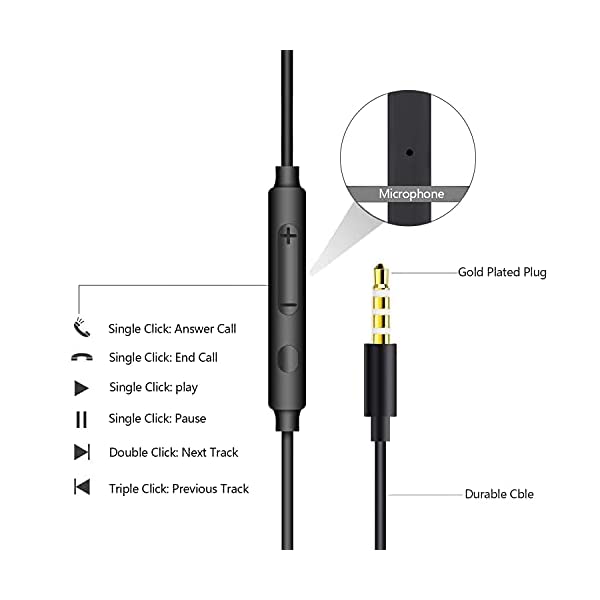 Microphone
Gold Plated Plug
Single Click: Answer Call
Single Click: End Call
Single Click: play
Single Click: Pause
Double Click: Next Track
Triple Click: Previous Track
Durable Cble